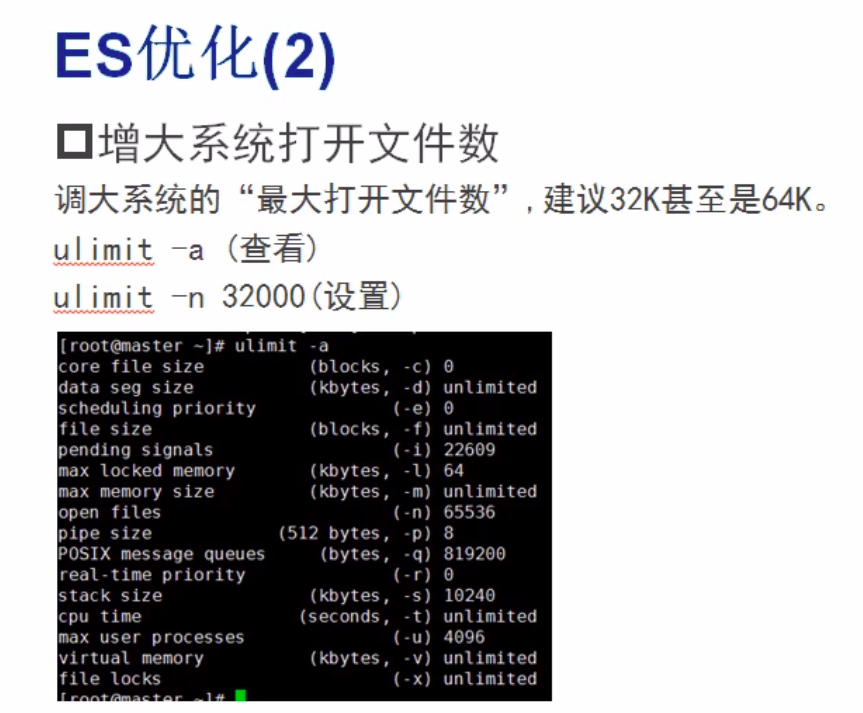 ES优化(2)
增大系统打开文件数
调大系统的“最大打开文件数”,建议32K甚至是64K。
ulimit -a (查看)
ulimit -n 32000(设置)
[root@master ~]# ulimit -a
core file size (blocks, -c) 0
data seg size (kbytes, -d) unlimited
scheduling priority (-e) 0
file size (blocks, -f) unlimited
pending signals (-i) 22609
max locked memory (kbytes, -l) 64
max memory size (kbytes, -m) unlimited
open files (-n) 65536
pipe size (512 bytes, -p) 8
POSIX message queues (bytes, -q) 819200
real-time priority (-r) 0
stack size (kbytes, -s) 10240
cpu time (seconds, -t) unlimited
max user processes (-u) 4096
virtual memory (kbytes, -v) unlimited
file locks (-x) unlimited
[root@master ~]#